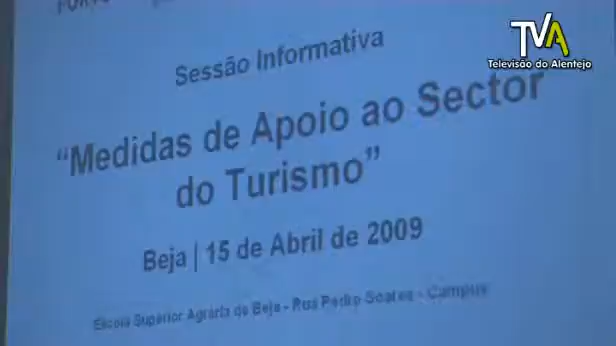 TVA
Televisão do Alentejo
Sessão Informativa
“Medidas de Apoio ao Sector
do Turismo”
Beja | 15 de Abril de 2009
Escola Superior Agrária de Beja - Rua Pedro Soares - Campus